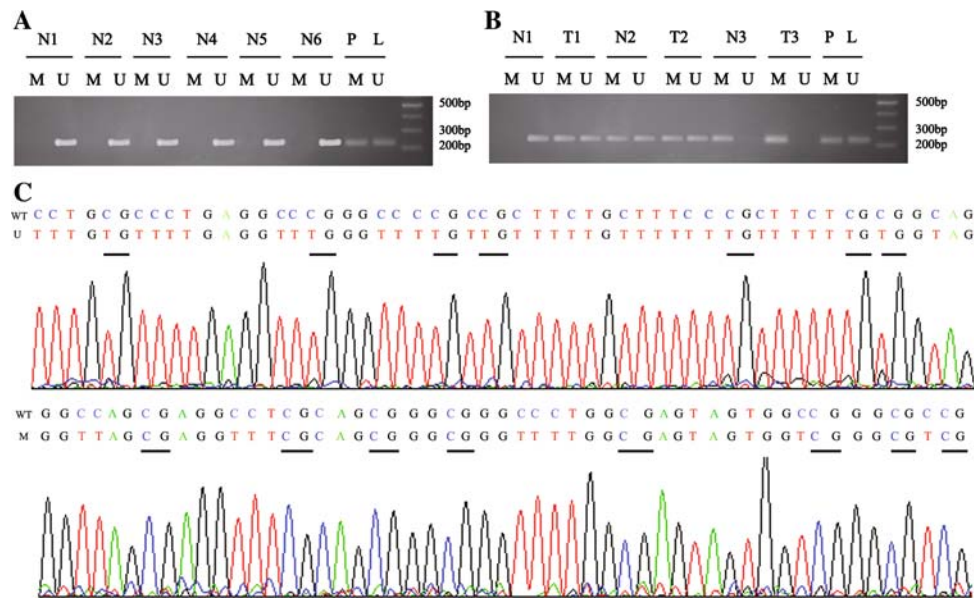 A
N1 N2 N3 N4 N5 N6 P L
M U M U M U M U M U M U M U
500bp
300bp
200bp
B
N1 T1 N2 T2 N3 T3 P L
M U M U M U M U M U M U M U
500bp
300bp
200bp
C
WT C C T G C G C C C T G A G G C C C G G G C C C C G C C G C T T C T G C T T T C C C G C T T C T C G C G G C A G
U T T T G T G T T T T G A G G T T T G G G T T T T G T T G T T T T T G T T T T T T T G T T T T T T G T G G T A G
WT G G C C A G C G A G G C C T C G C A G C G G G C G G G C C C T G G C G A G T A G T G G C C G G G C G C C G
M G G T T A G C G A G G T T T C G C A G C G G G C G G G T T T T G G C G A G T A G T G G T C G G G C G T C G